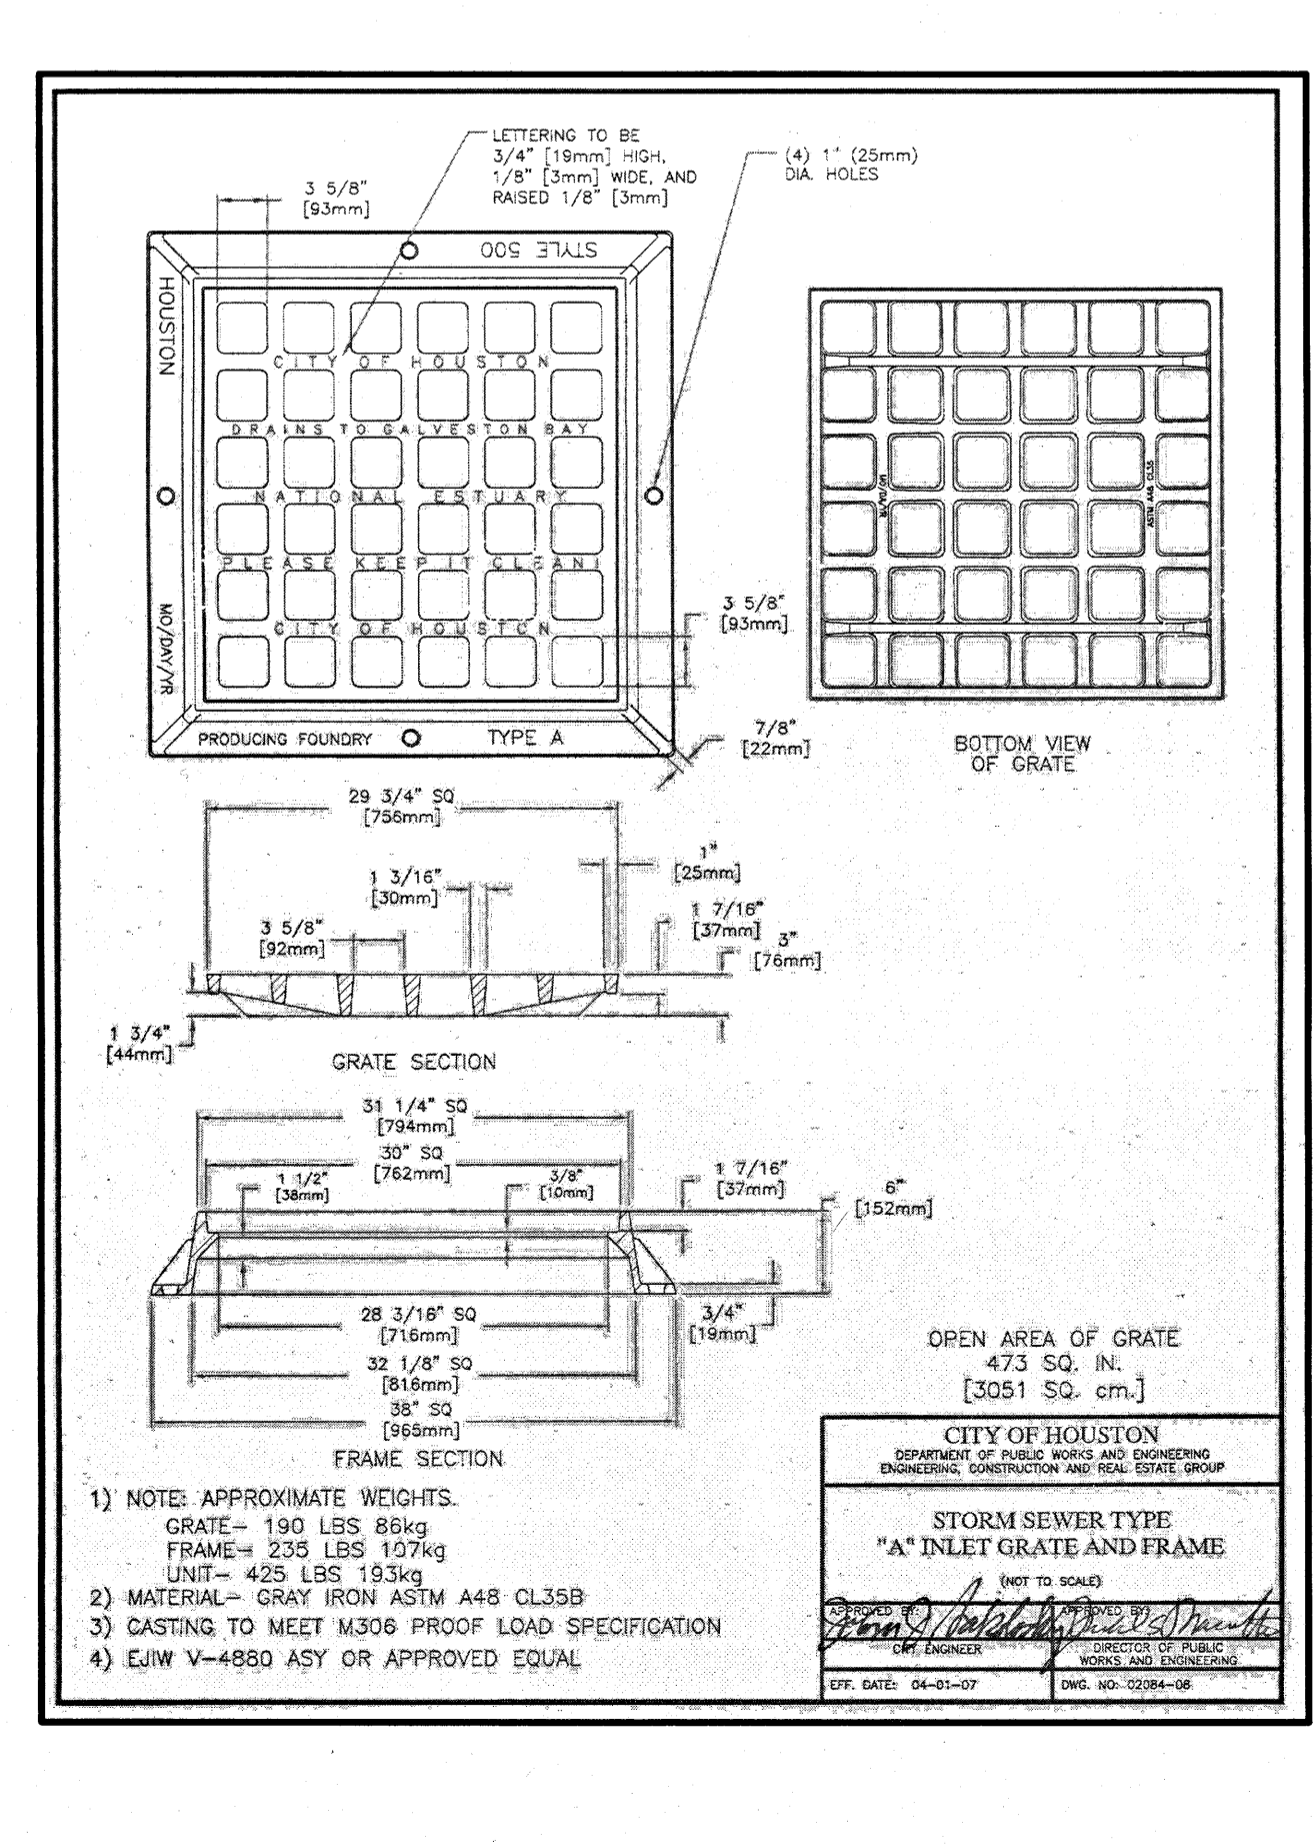 LETTERING TO BE
3/4" [19mm] HIGH,
1/8" [3mm] WIDE, AND
RAISED 1/8" [3mm]
(4) 1" (25mm)
DIA. HOLES
3 5/8"
[93mm]
STYLE 500
HOUSTON
CITY OF HOUSTON
DRAINS TO GALVESTON BAY
NATIONAL ESTUARY
PLEASE KEEP IT CLEAN!
CITY OF HOUSTON
MO/DAY/YR
PRODUCING FOUNDRY
TYPE A
3 5/8"
[93mm]
7/8"
[22mm]
MO/DA/YR
ASTM A48 CL35
BOTTOM VIEW
OF GRATE
29 3/4" SQ
[756mm]
1"
[25mm]
1 3/16"
[30mm]
1 7/16"
[37mm]
3 5/8"
[92mm]
3"
[76mm]
1 3/4"
[44mm]
GRATE SECTION
31 1/4" SQ
[794mm]
30" SQ
[762mm]
1 1/2"
[38mm]
3/8"
[10mm]
1 7/16"
[37mm]
6"
[152mm]
28 3/16" SQ
[716mm]
3/4"
[19mm]
32 1/8" SQ
[816mm]
38" SQ
[965mm]
FRAME SECTION
OPEN AREA OF GRATE
473 SQ. IN.
[3051 SQ. cm.]
1) NOTE: APPROXIMATE WEIGHTS.
GRATE- 190 LBS 86kg
FRAME- 235 LBS 107kg
UNIT- 425 LBS 193kg
2) MATERIAL- GRAY IRON ASTM A48 CL35B
3) CASTING TO MEET M306 PROOF LOAD SPECIFICATION
4) EJIW V-4880 ASY OR APPROVED EQUAL
CITY OF HOUSTON
DEPARTMENT OF PUBLIC WORKS AND ENGINEERING
ENGINEERING, CONSTRUCTION AND REAL ESTATE GROUP
STORM SEWER TYPE
"A" INLET GRATE AND FRAME
(NOT TO SCALE)
APPROVED BY:
CITY ENGINEER
APPROVED BY:
DIRECTOR OF PUBLIC
WORKS AND ENGINEERING
EFF. DATE: 04-01-07
DWG. NO: 02084-08